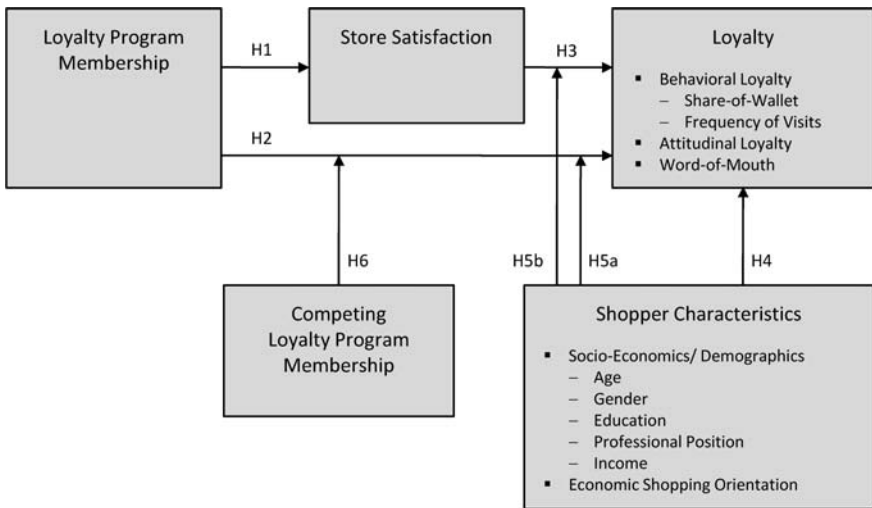 Loyalty Program
Membership
H1
Store Satisfaction
H3
Loyalty
▪ Behavioral Loyalty
– Share-of-Wallet
– Frequency of Visits
▪ Attitudinal Loyalty
▪ Word-of-Mouth
H2
H6
H5b
H5a
H4
Competing
Loyalty Program
Membership
Shopper Characteristics
▪ Socio-Economics/ Demographics
– Age
– Gender
– Education
– Professional Position
– Income
▪ Economic Shopping Orientation